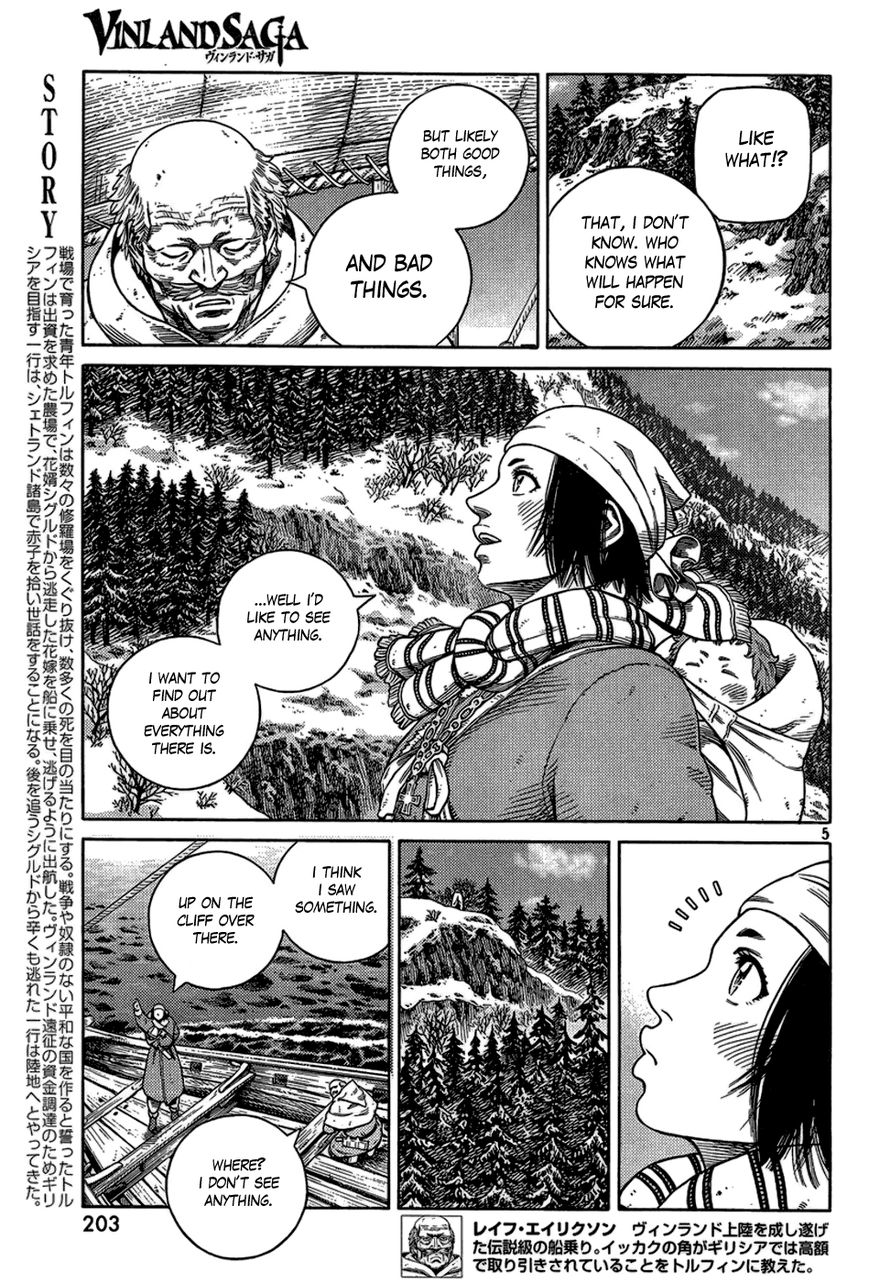 VINLAND SAGA
ヴィンランド・サガ
LIKE
WHAT!?
THAT, I DON'T
KNOW. WHO
KNOWS WHAT
WILL HAPPEN
FOR SURE.
BUT LIKELY
BOTH GOOD
THINGS,
AND BAD
THINGS.
...WELL I'D
LIKE TO SEE
ANYTHING.
I WANT TO
FIND OUT
ABOUT
EVERYTHING
THERE IS.
5
I THINK
I SAW
SOMETHING.
UP ON THE
CLIFF OVER
THERE.
WHERE?
I DON'T SEE
ANYTHING.
STORY
戦場で育った青年トルフィンは数々の修羅場をくぐり抜け、数多くの死を目の当たりにする。戦争や奴隷のない平和な国を作ると誓ったトル
フィンは出資を求めた農場で、花婿シグルドから逃走した花嫁を船に乗せ、逃げるように出航した。ヴィンランド遠征の資金調達のためギリ
シアを目指す一行は、シェトランド諸島で赤子を拾い世話をすることになる。後を追うシグルドから辛くも逃れた一行は陸地へとやってきた。
203
レイフ・エイリクソン ヴィンランド上陸を成し遂げ
た伝説級の船乗り。イッカクの角がギリシアでは高額
で取り引きされていることをトルフィンに教えた。